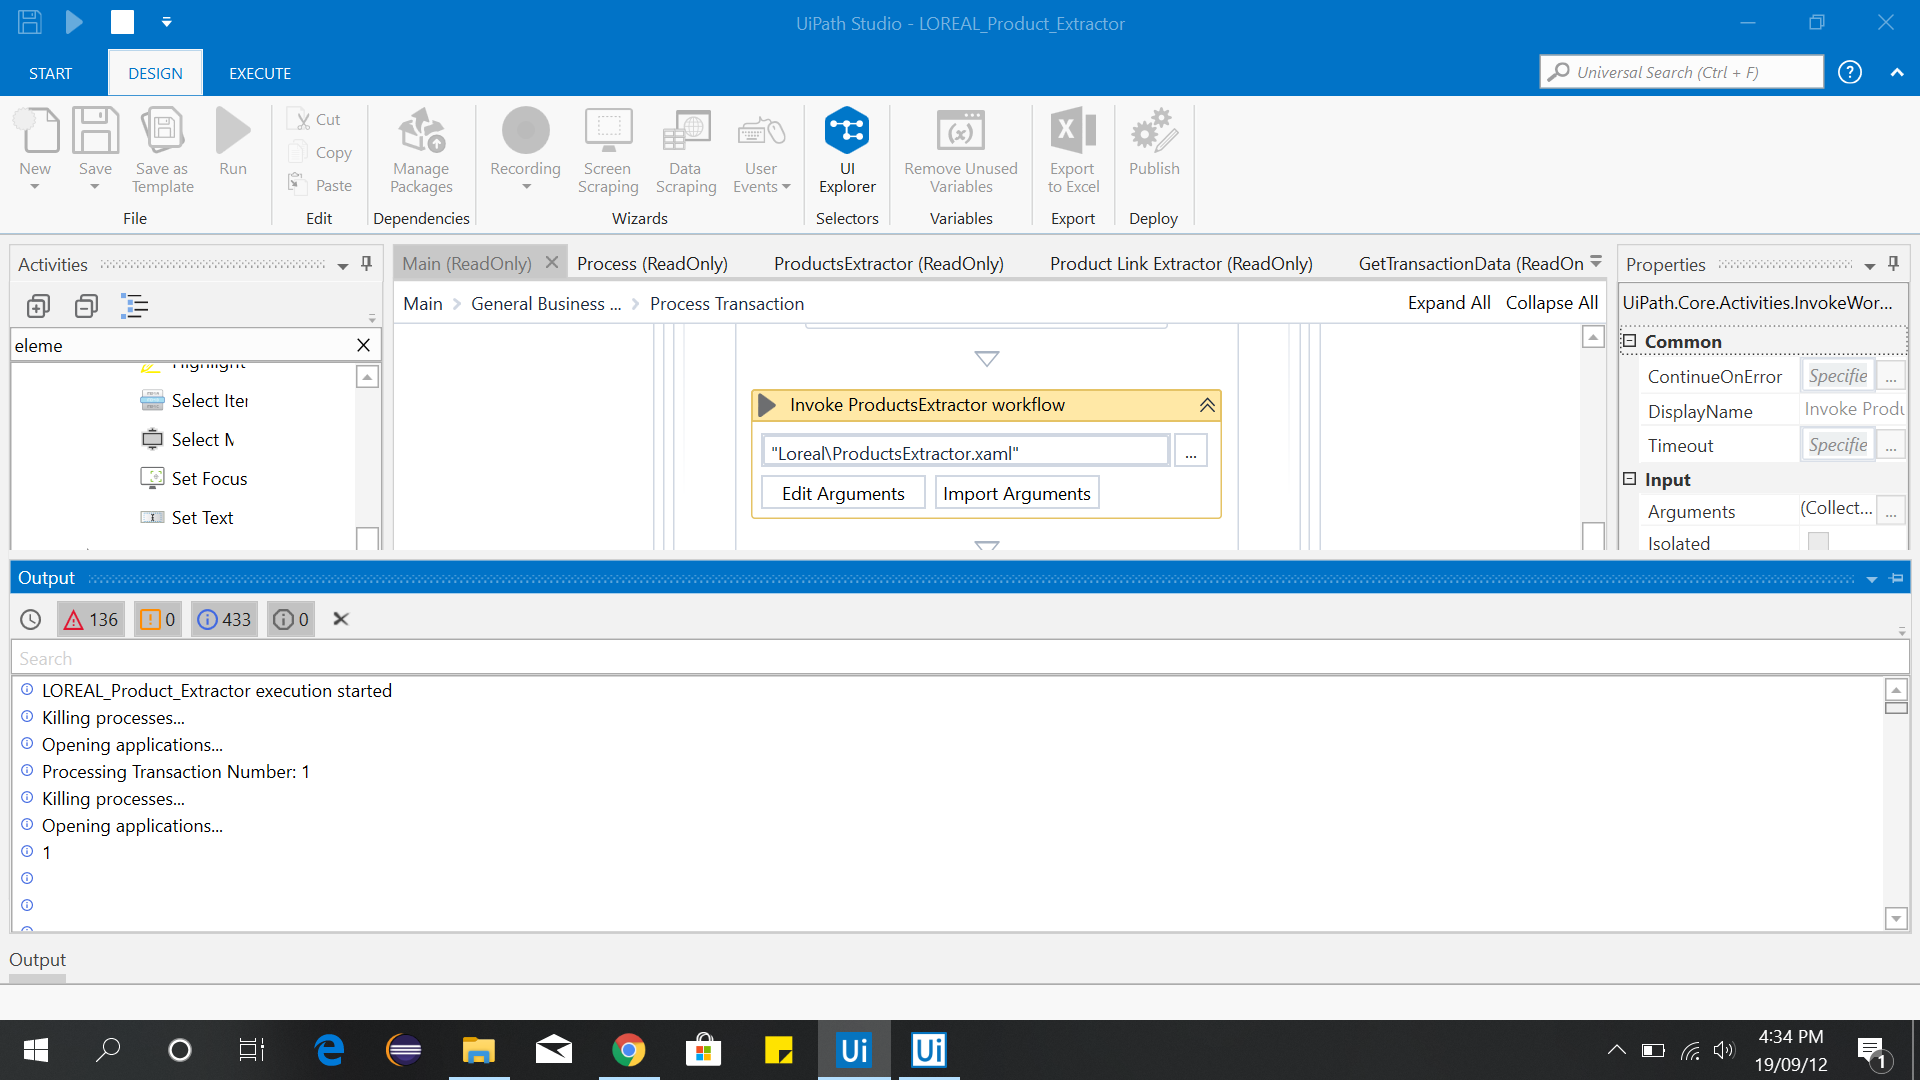 UiPath Studio - LOREAL_Product_Extractor
START DESIGN EXECUTE
Universal Search (Ctrl + F)
New
Save
Save as Template
Run
Cut
Copy
Paste
Manage Packages
Recording
Screen Scraping
Data Scraping
User Events
UI Explorer
Remove Unused Variables
Export to Excel
Publish
File
Edit
Dependencies
Wizards
Selectors
Variables
Export
Deploy
Activities
eleme
Highlight
Select Iter
Select M
Set Focus
Set Text
Main (ReadOnly) Process (ReadOnly) ProductsExtractor (ReadOnly) Product Link Extractor (ReadOnly) GetTransactionData (ReadOn
Main > General Business ... > Process Transaction
Expand All Collapse All
Invoke ProductsExtractor workflow
"Loreal\ProductsExtractor.xaml"
...
Edit Arguments
Import Arguments
Properties
UiPath.Core.Activities.InvokeWor...
Common
ContinueOnError Specifie ...
DisplayName Invoke Produ
Timeout Specifie ...
Input
Arguments (Collect... ...
Isolated
Output
136 0 433 0
Search
LOREAL_Product_Extractor execution started
Killing processes...
Opening applications...
Processing Transaction Number: 1
Killing processes...
Opening applications...
1
Output
Ui
Ui
4:34 PM
19/09/12
1